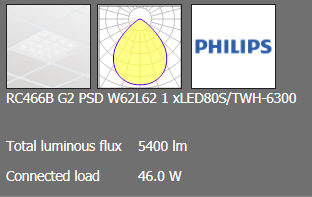 PHILIPS
RC466B G2 PSD W62L62 1 xLED80S/TWH-6300
Total luminous flux 5400 lm
Connected load 46.0 W